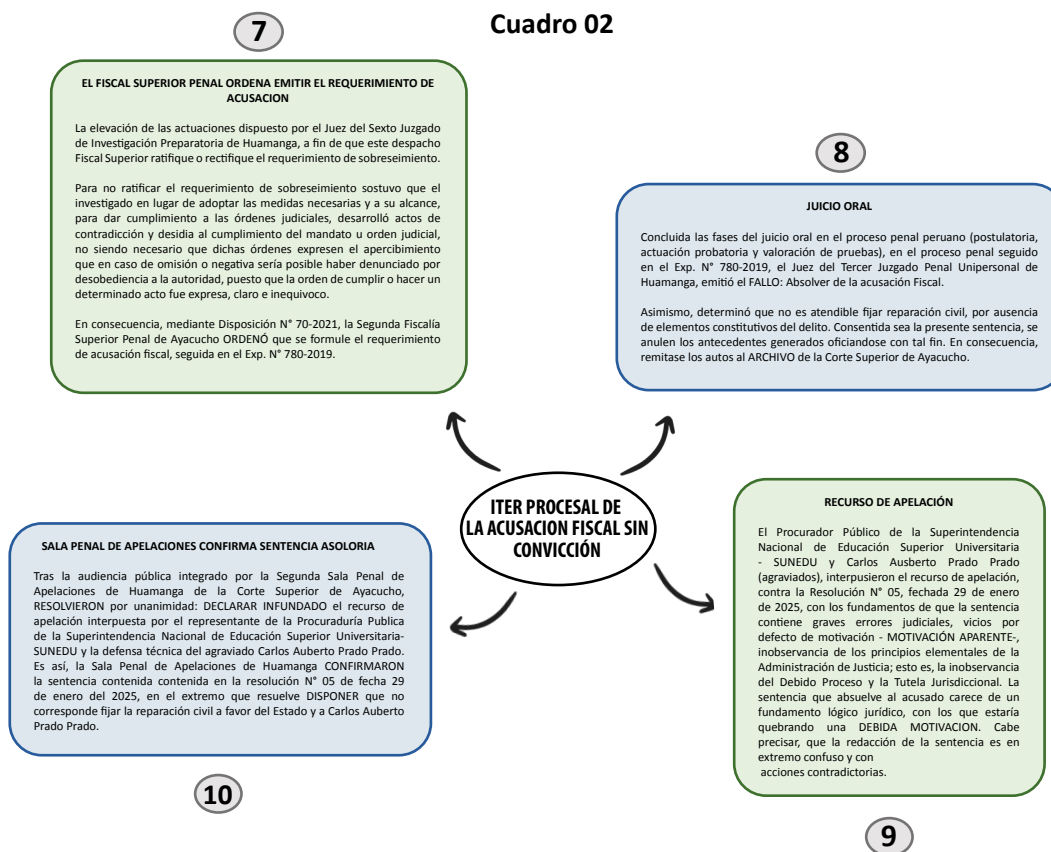 Cuadro 02
7
EL FISCAL SUPERIOR PENAL ORDENA EMITIR EL REQUERIMIENTO DE
ACUSACION
La elevación de las actuaciones dispuesto por el Juez del Sexto Juzgado
de Investigación Preparatoria de Huamanga, a fin de que este despacho
Fiscal Superior ratifique o rectifique el requerimiento de sobreseimiento.
Para no ratificar el requerimiento de sobreseimiento sostuvo que el
investigado en lugar de adoptar las medidas necesarias y a su alcance,
para dar cumplimiento a las órdenes judiciales, desarrolló actos de
contradicción y desidia al cumplimiento del mandato u orden judicial,
no siendo necesario que dichas órdenes expresen el apercibimiento
que en caso de omisión o negativa sería posible haber denunciado por
desobediencia a la autoridad, puesto que la orden de cumplir o hacer un
determinado acto fue expresa, claro e inequivoco.
En consecuencia, mediante Disposición N° 70-2021, la Segunda Fiscalía
Superior Penal de Ayacucho ORDENÓ que se formule el requerimiento
de acusación fiscal, seguida en el Exp. N° 780-2019.
8
JUICIO ORAL
Concluida las fases del juicio oral en el proceso penal peruano (postulatoria,
actuación probatoria y valoración de pruebas), en el proceso penal seguido
en el Exp. N° 780-2019, el Juez del Tercer Juzgado Penal Unipersonal de
Huamanga, emitió el FALLO: Absolver de la acusación Fiscal.
Asimismo, determinó que no es atendible fijar reparación civil, por ausencia
de elementos constitutivos del delito. Consentida sea la presente sentencia, se
anulen los antecedentes generados oficiandose con tal fin. En consecuencia,
remitase los autos al ARCHIVO de la Corte Superior de Ayacucho.
ITER PROCESAL DE
LA ACUSACION FISCAL SIN
CONVICCIÓN
RECURSO DE APELACIÓN
El Procurador Público de la Superintendencia
Nacional de Educación Superior Universitaria
- SUNEDU y Carlos Ausberto Prado Prado
(agraviados), interpusieron el recurso de apelación,
contra la Resolución N° 05, fechada 29 de enero
de 2025, con los fundamentos de que la sentencia
contiene graves errores judiciales, vicios por
defecto de motivación - MOTIVACIÓN APARENTE-,
inobservancia de los principios elementales de la
Administración de Justicia; esto es, la inobservancia
del Debido Proceso y la Tutela Jurisdiccional. La
sentencia que absuelve al acusado carece de un
fundamento lógico jurídico, con los que estaría
quebrando una DEBIDA MOTIVACION. Cabe
precisar, que la redacción de la sentencia es en
extremo confuso y con
acciones contradictorias.
9
SALA PENAL DE APELACIONES CONFIRMA SENTENCIA ASOLORIA
Tras la audiencia pública integrado por la Segunda Sala Penal de
Apelaciones de Huamanga de la Corte Superior de Ayacucho,
RESOLVIERON por unanimidad: DECLARAR INFUNDADO el recurso de
apelación interpuesta por el representante de la Procuraduría Publica
de la Superintendencia Nacional de Educación Superior Universitaria-
SUNEDU y la defensa técnica del agraviado Carlos Auberto Prado Prado.
Es así, la Sala Penal de Apelaciones de Huamanga CONFIRMARON
la sentencia contenida contenida en la resolución N° 05 de fecha 29
de enero del 2025, en el extremo que resuelve DISPONER que no
corresponde fijar la reparación civil a favor del Estado y a Carlos Auberto
Prado Prado.
10